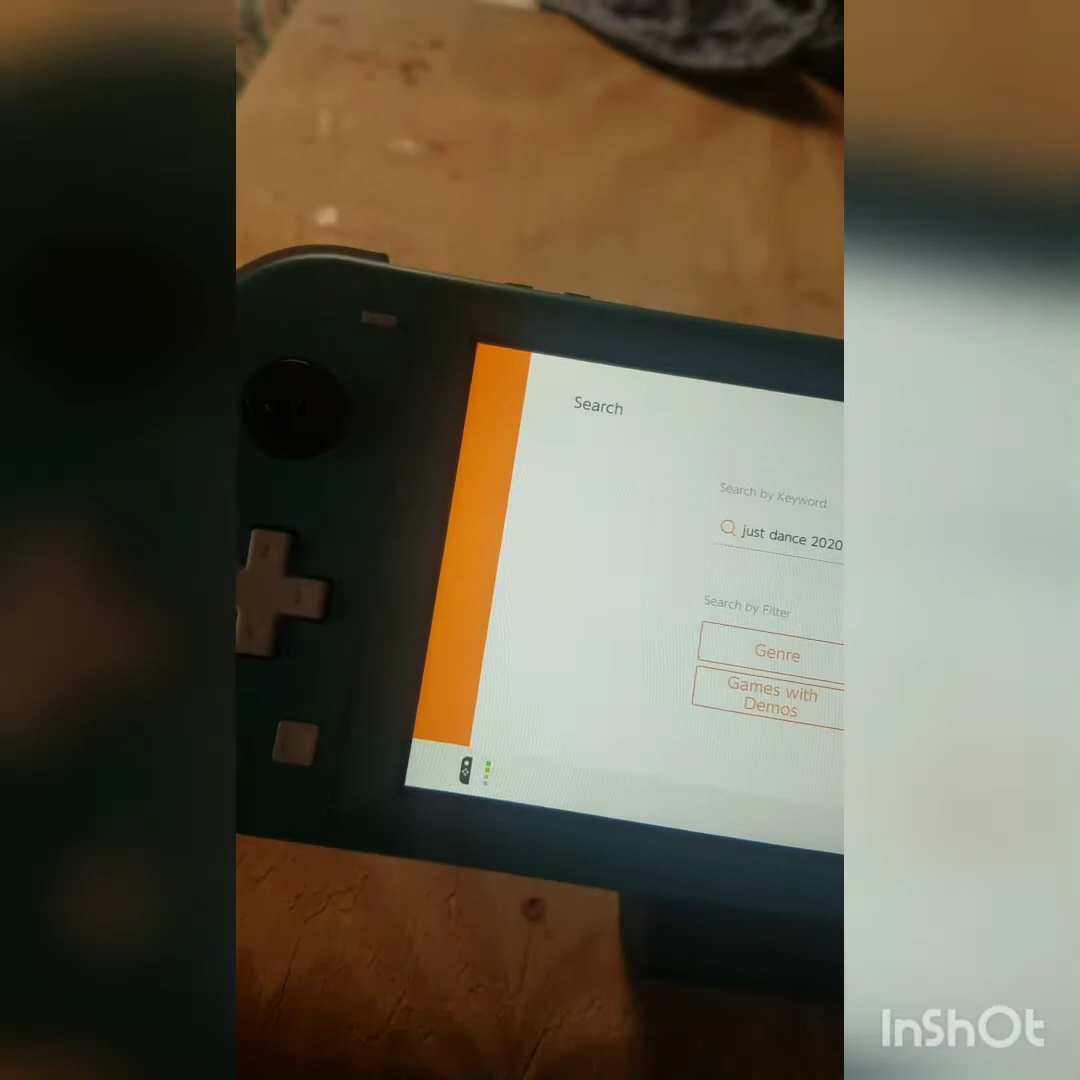 Search
Search by Keyword
just dance 2020
Search by Filter
Genre
Games with
Demos
InShOt